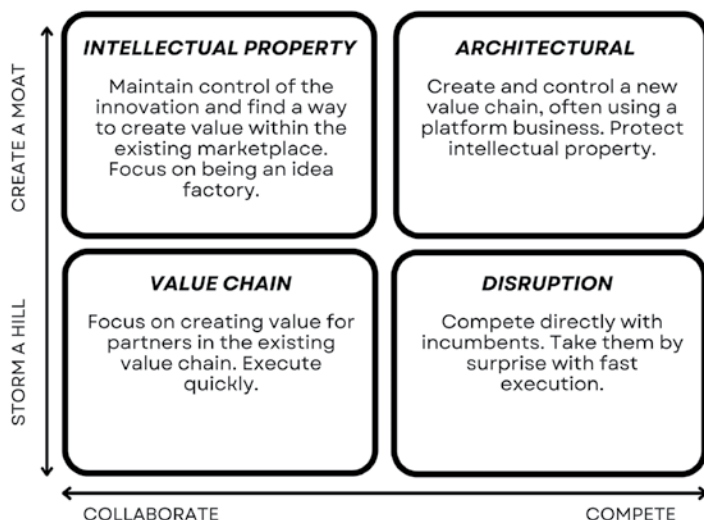 CREATE A MOAT
INTELLECTUAL PROPERTY
Maintain control of the
innovation and find a way
to create value within the
existing marketplace.
Focus on being an idea
factory.
ARCHITECTURAL
Create and control a new
value chain, often using a
platform business. Protect
intellectual property.
STORM A HILL
VALUE CHAIN
Focus on creating value for
partners in the existing
value chain. Execute
quickly.
DISRUPTION
Compete directly with
incumbents. Take them by
surprise with fast
execution.
COLLABORATE
COMPETE